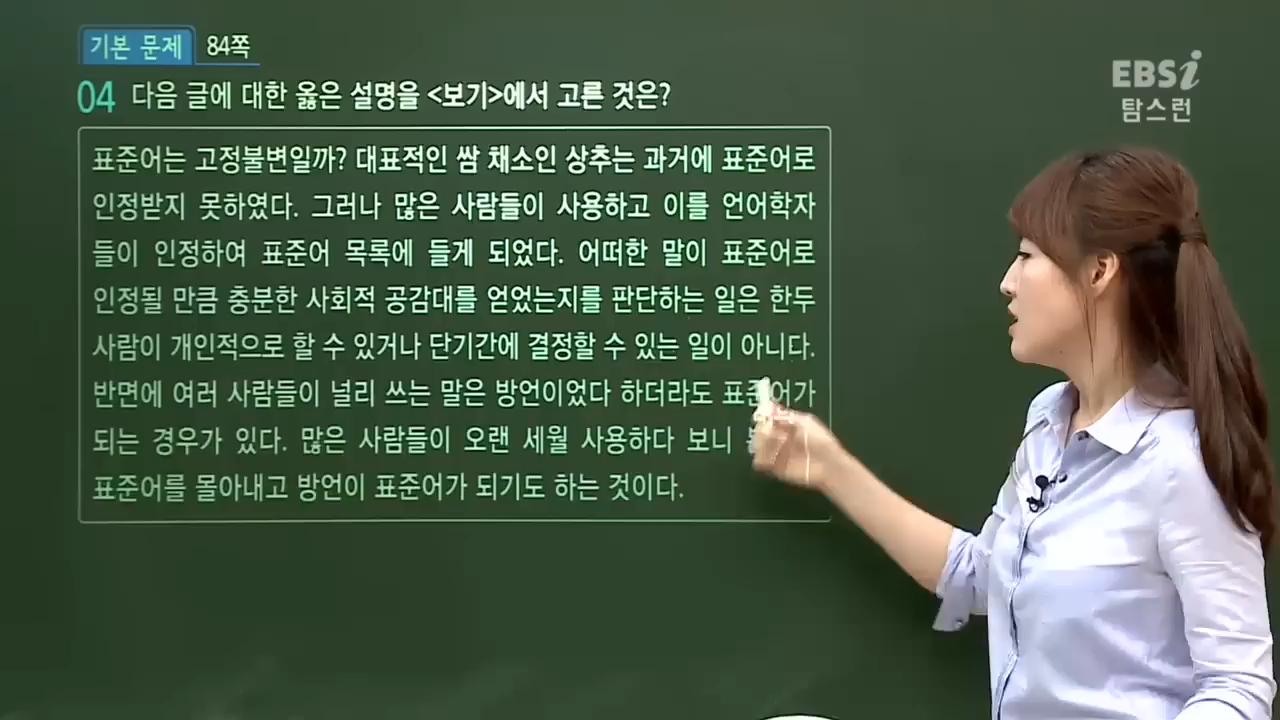 기본 문제 84쪽
EBSi
탐스런
04 다음 글에 대한 옳은 설명을 <보기>에서 고른 것은?
표준어는 고정불변일까? 대표적인 쌈 채소인 상추는 과거에 표준어로
인정받지 못하였다. 그러나 많은 사람들이 사용하고 이를 언어학자
들이 인정하여 표준어 목록에 들게 되었다. 어떠한 말이 표준어로
인정될 만큼 충분한 사회적 공감대를 얻었는지를 판단하는 일은 한두
사람이 개인적으로 할 수 있거나 단기간에 결정할 수 있는 일이 아니다.
반면에 여러 사람들이 널리 쓰는 말은 방언이었다 하더라도 표준어가
되는 경우가 있다. 많은 사람들이 오랜 세월 사용하다 보니
표준어를 몰아내고 방언이 표준어가 되기도 하는 것이다.